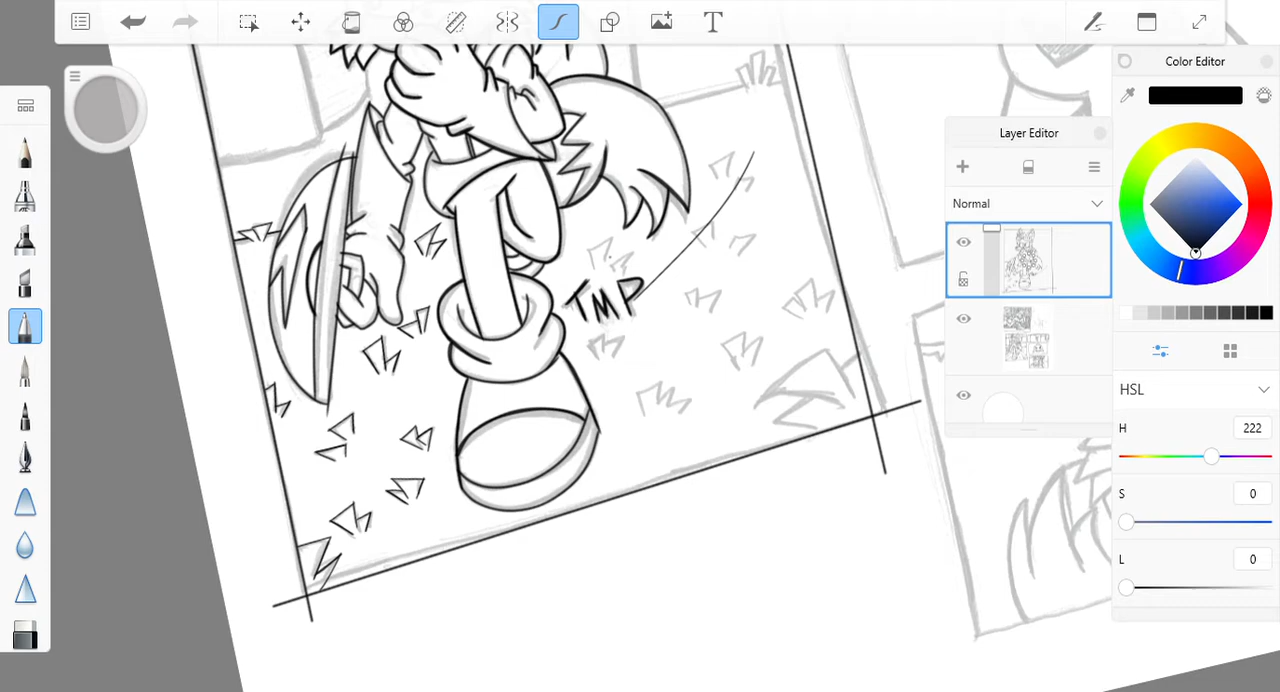 T
Color Editor
Layer Editor
Normal
TMP
HSL
H 222
S 0
L 0